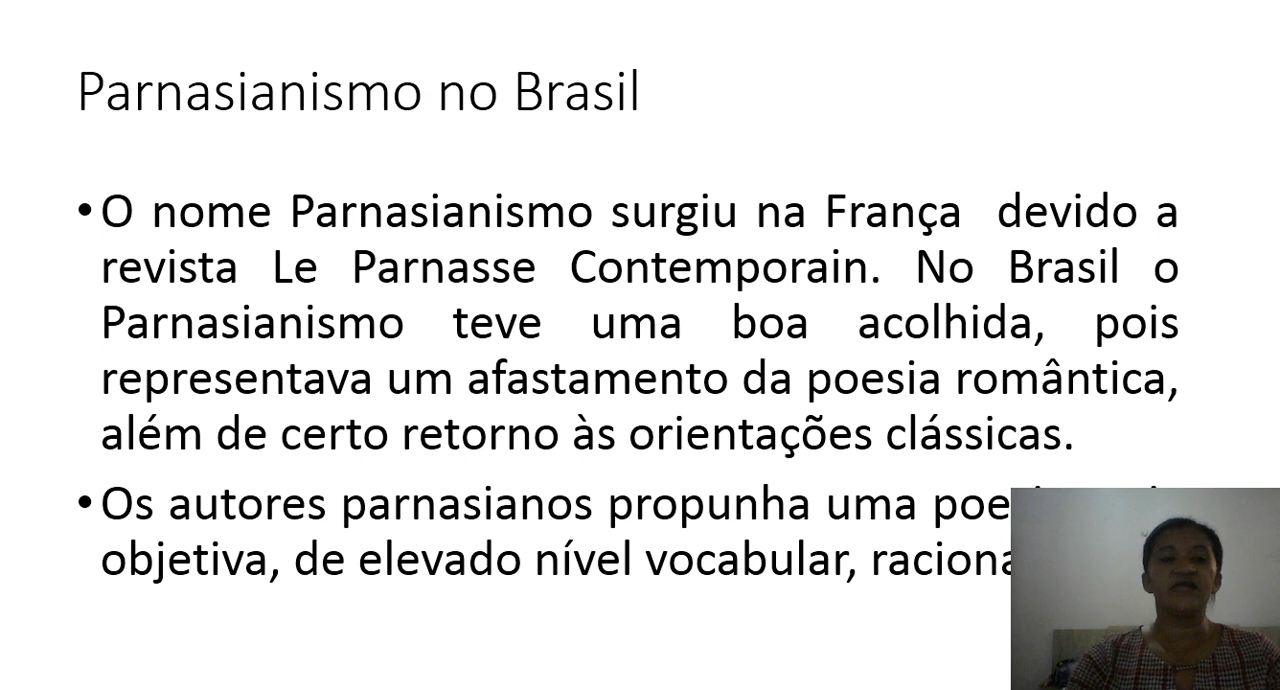 Parnasianismo no Brasil
•O nome Parnasianismo surgiu na França devido a
revista Le Parnasse Contemporain. No Brasil o
Parnasianismo teve uma boa acolhida, pois
representava um afastamento da poesia romântica,
além de certo retorno às orientações clássicas.
•Os autores parnasianos propunha uma
objetiva, de elevado nível vocabular,